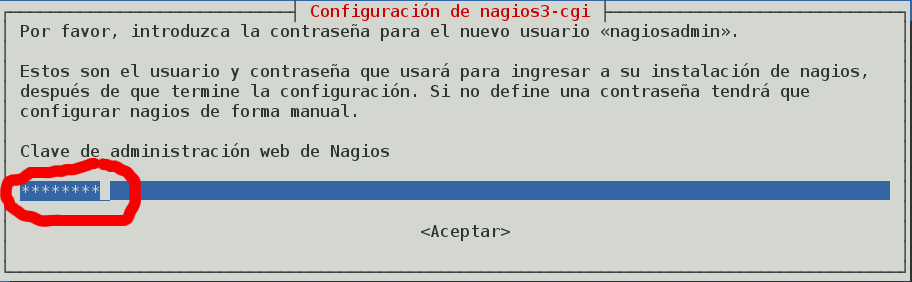 Configuración de nagios3-cgi
Por favor, introduzca la contraseña para el nuevo usuario «nagiosadmin».
Estos son el usuario y contraseña que usará para ingresar a su instalación de nagios,
después de que termine la configuración. Si no define una contraseña tendrá que
configurar nagios de forma manual.
Clave de administración web de Nagios
********
<Aceptar>